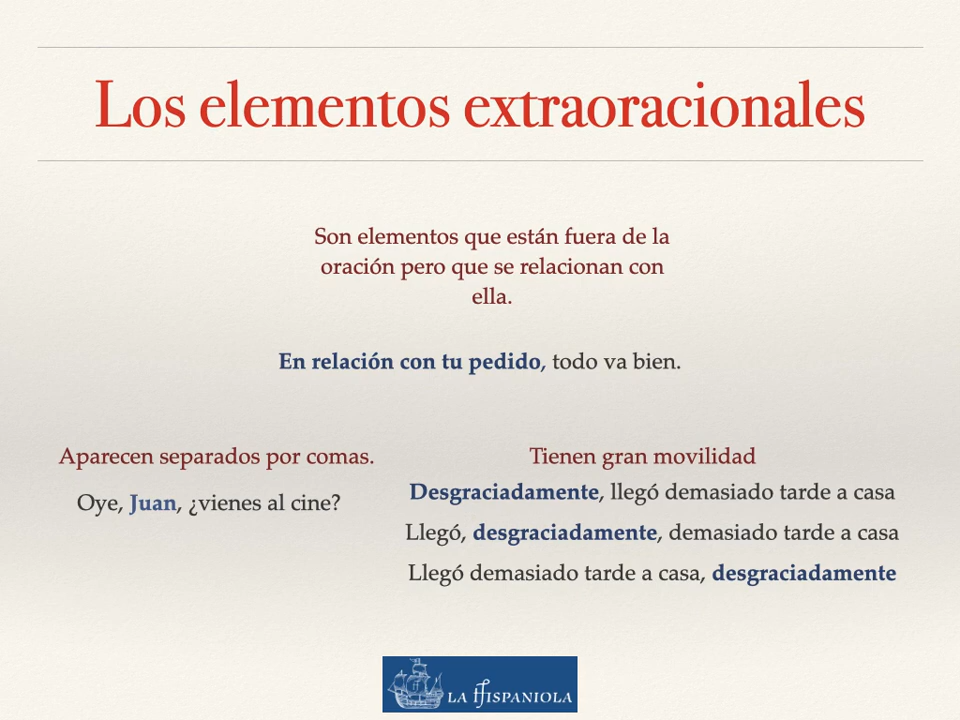 Los elementos extraoracionales
Son elementos que están fuera de la
oración pero que se relacionan con
ella.
En relación con tu pedido, todo va bien.
Aparecen separados por comas.
Oye, Juan, ¿vienes al cine?
Tienen gran movilidad
Desgraciadamente, llegó demasiado tarde a casa
Llegó, desgraciadamente, demasiado tarde a casa
Llegó demasiado tarde a casa, desgraciadamente
LA HISPANIOLA